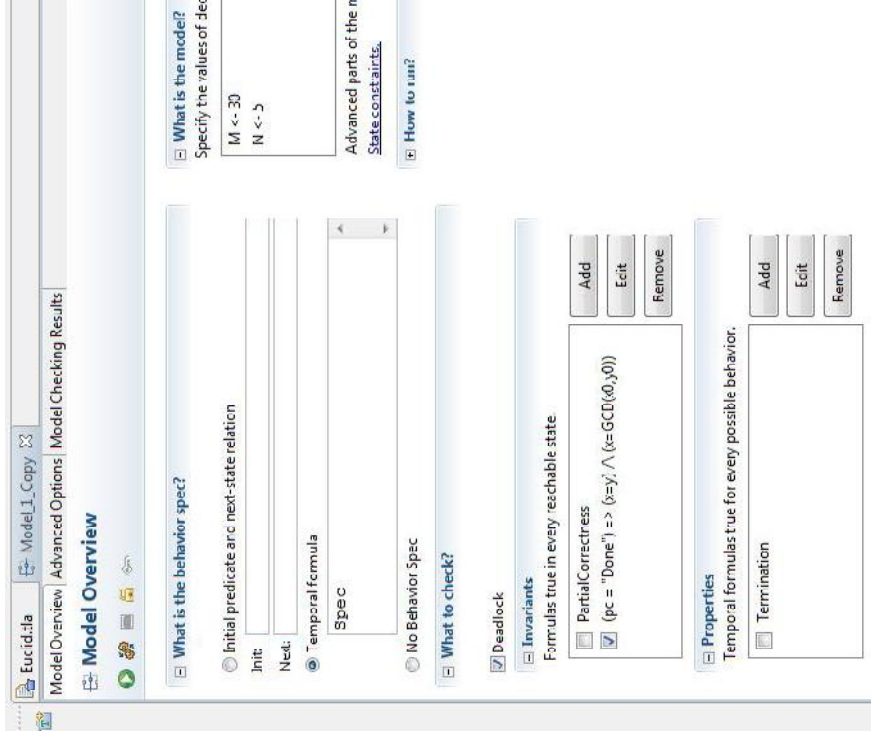 Euclid.tla
Model_1_Copy
Model Overview
Advanced Options
Model Checking Results
Model Overview
What is the behavior spec?
Initial predicate and next-state relation
Init:
Next:
Temporal formula
Spec
No Behavior Spec
What to check?
Deadlock
Invariants
Formulas true in every reachable state.
PartialCorrectness
(pc = "Done") => (x=y) /\ (x=GCD(x0,y0))
Add
Edit
Remove
Properties
Temporal formulas true for every possible behavior.
Termination
Add
Edit
Remove
What is the model?
Specify the values of dec
M <- 30
N <- 5
Advanced parts of the m
State constraints,
How to run?